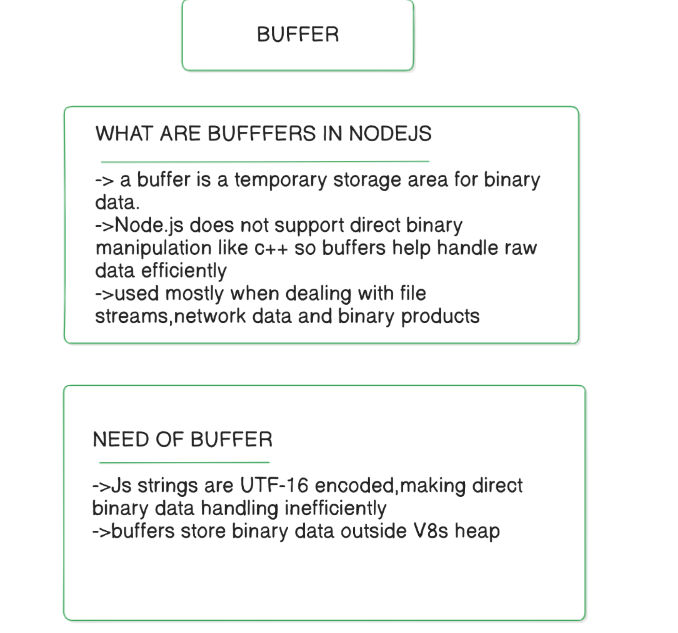 BUFFER
WHAT ARE BUFFFERS IN NODEJS
-> a buffer is a temporary storage area for binary
data.
->Node.js does not support direct binary
manipulation like c++ so buffers help handle raw
data efficiently
->used mostly when dealing with file
streams,network data and binary products
NEED OF BUFFER
->Js strings are UTF-16 encoded,making direct
binary data handling inefficiently
->buffers store binary data outside V8s heap